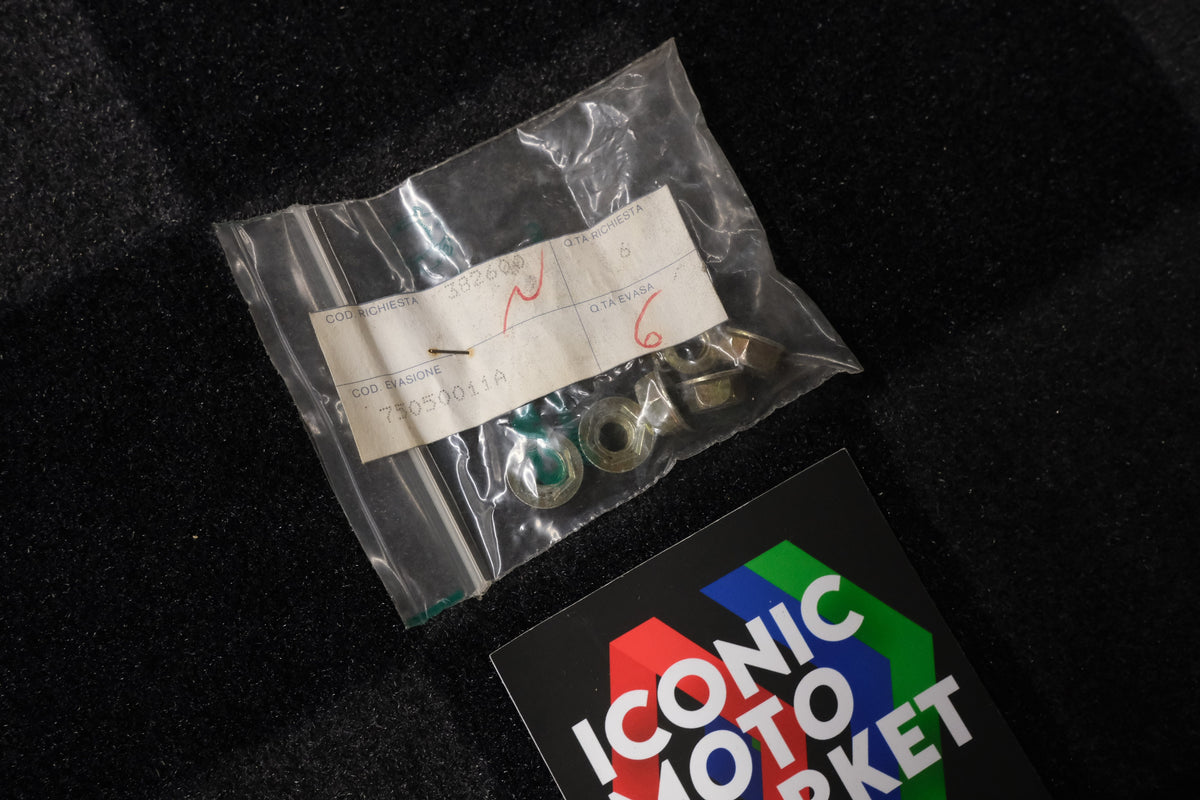 COD. RICHIESTA 382600
N
Q.TA RICHIESTA
6
COD. EVASIONE
75050011A
Q.TA EVASA
6
ICONIC
MOTO